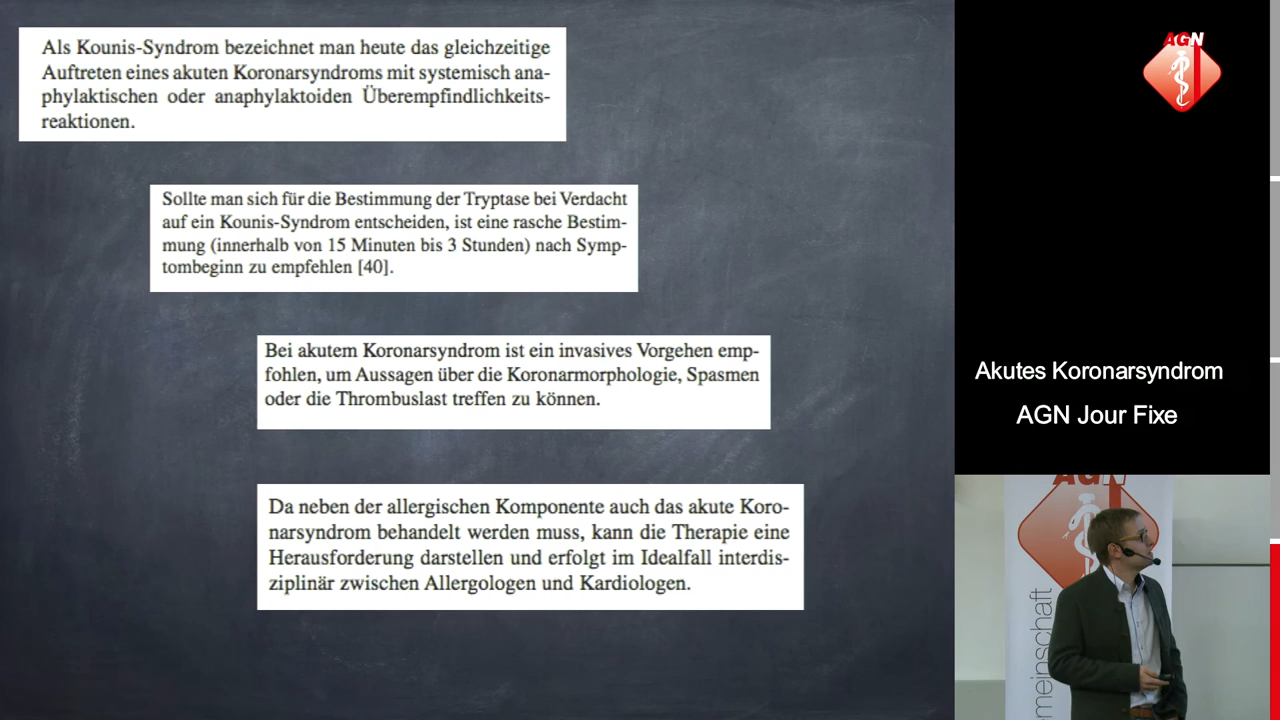 Als Kounis-Syndrom bezeichnet man heute das gleichzeitige
Auftreten eines akuten Koronarsyndroms mit systemisch ana-
phylaktischen oder anaphylaktoiden Überempfindlichkeits-
reaktionen.
Sollte man sich für die Bestimmung der Tryptase bei Verdacht
auf ein Kounis-Syndrom entscheiden, ist eine rasche Bestim-
mung (innerhalb von 15 Minuten bis 3 Stunden) nach Symp-
tombeginn zu empfehlen [40].
Bei akutem Koronarsyndrom ist ein invasives Vorgehen emp-
fohlen, um Aussagen über die Koronarmorphologie, Spasmen
oder die Thrombuslast treffen zu können.
Da neben der allergischen Komponente auch das akute Koro-
narsyndrom behandelt werden muss, kann die Therapie eine
Herausforderung darstellen und erfolgt im Idealfall interdis-
ziplinär zwischen Allergologen und Kardiologen.
AGN
Akutes Koronarsyndrom
AGN Jour Fixe
AGN
meinschaft